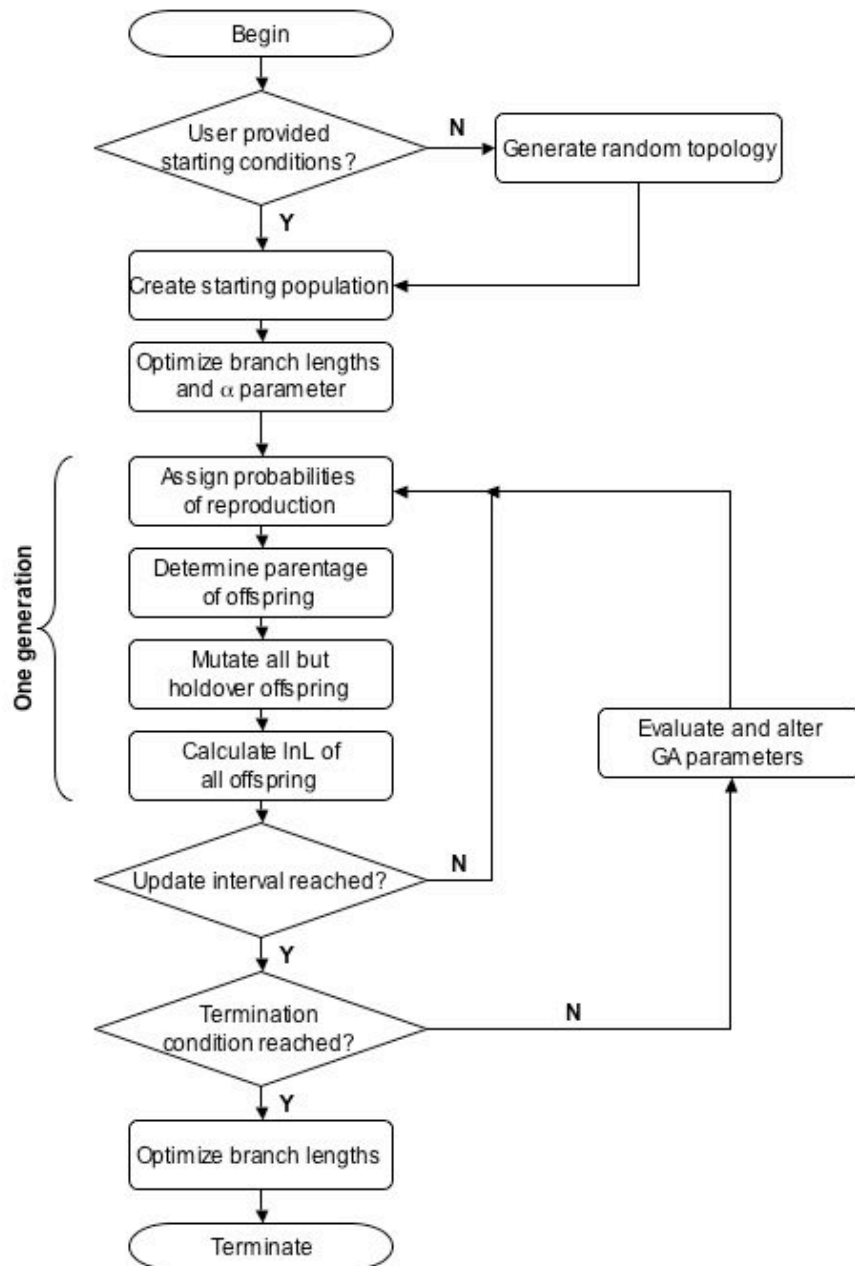 Begin
User provided
starting conditions?
N
Generate random topology
Y
Create starting population
Optimize branch lengths
and α parameter
One generation
Assign probabilities
of reproduction
Determine parentage
of offspring
Mutate all but
holdover offspring
Calculate lnL of
all offspring
Evaluate and alter
GA parameters
Update interval reached?
N
Y
Termination
condition reached?
N
Y
Optimize branch lengths
Terminate